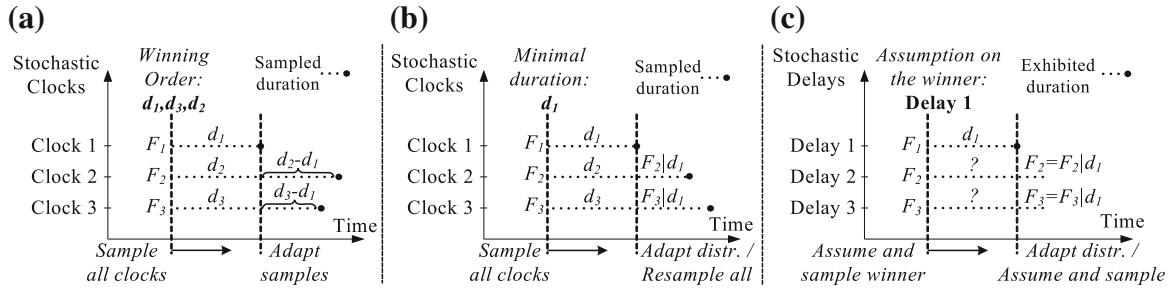 (a)
Stochastic
Clocks
Winning
Order:
d1,d3,d2
Sampled
duration
Clock 1
F1
d1
Clock 2
F2
d2
d2-d1
Clock 3
F3
d3
d3-d1
Time
Sample
all clocks
Adapt
samples
(b)
Stochastic
Clocks
Minimal
duration:
d1
Sampled
duration
Clock 1
F1
d1
Clock 2
F2
d2
F2|d1
Clock 3
F3
d3
F3|d1
Time
Sample
all clocks
Adapt distr. /
Resample all
(c)
Stochastic
Delays
Assumption on
the winner:
Delay 1
Exhibited
duration
Delay 1
F1
d1
Delay 2
F2
?
F2=F2|d1
Delay 3
F3
?
F3=F3|d1
Time
Assume and
sample winner
Adapt distr. /
Assume and sample